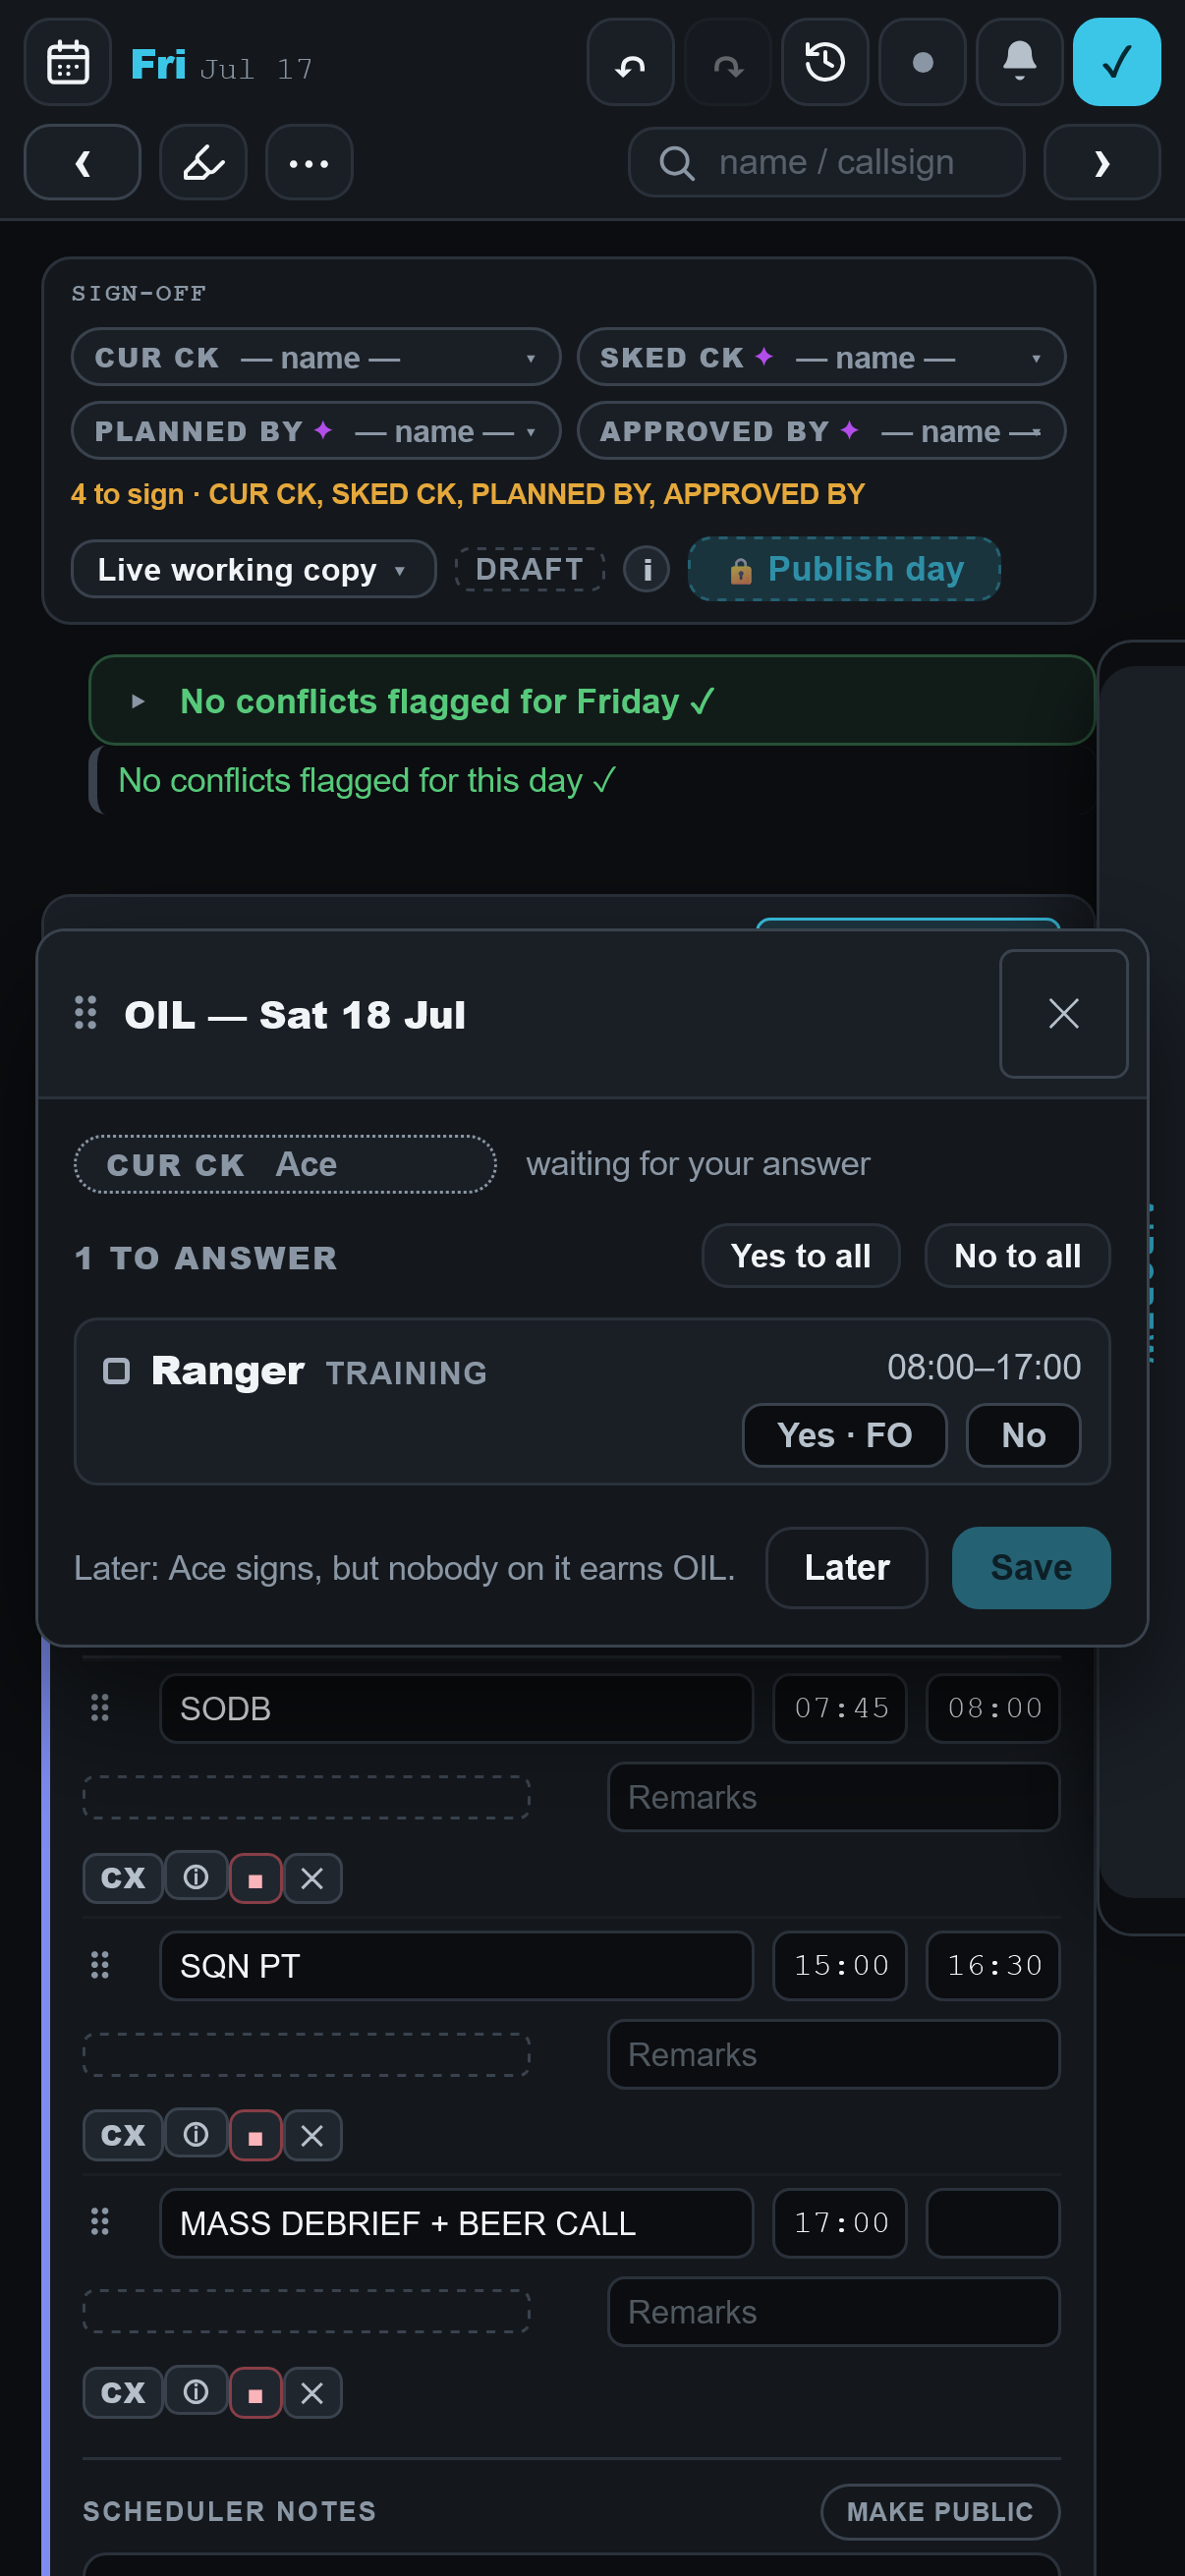 Fri Jul 17
name / callsign
SIGN-OFF
CUR CK — name —
SKED CK — name —
PLANNED BY — name —
APPROVED BY — name —
4 to sign · CUR CK, SKED CK, PLANNED BY, APPROVED BY
Live working copy
DRAFT
i
Publish day
No conflicts flagged for Friday ✓
No conflicts flagged for this day ✓
OIL — Sat 18 Jul
CUR CK Ace
waiting for your answer
1 TO ANSWER
Yes to all
No to all
Ranger TRAINING
08:00–17:00
Yes · FO
No
Later: Ace signs, but nobody on it earns OIL.
Later
Save
SODB
07:45
08:00
Remarks
CX
SQN PT
15:00
16:30
Remarks
CX
MASS DEBRIEF + BEER CALL
17:00
Remarks
CX
SCHEDULER NOTES
MAKE PUBLIC